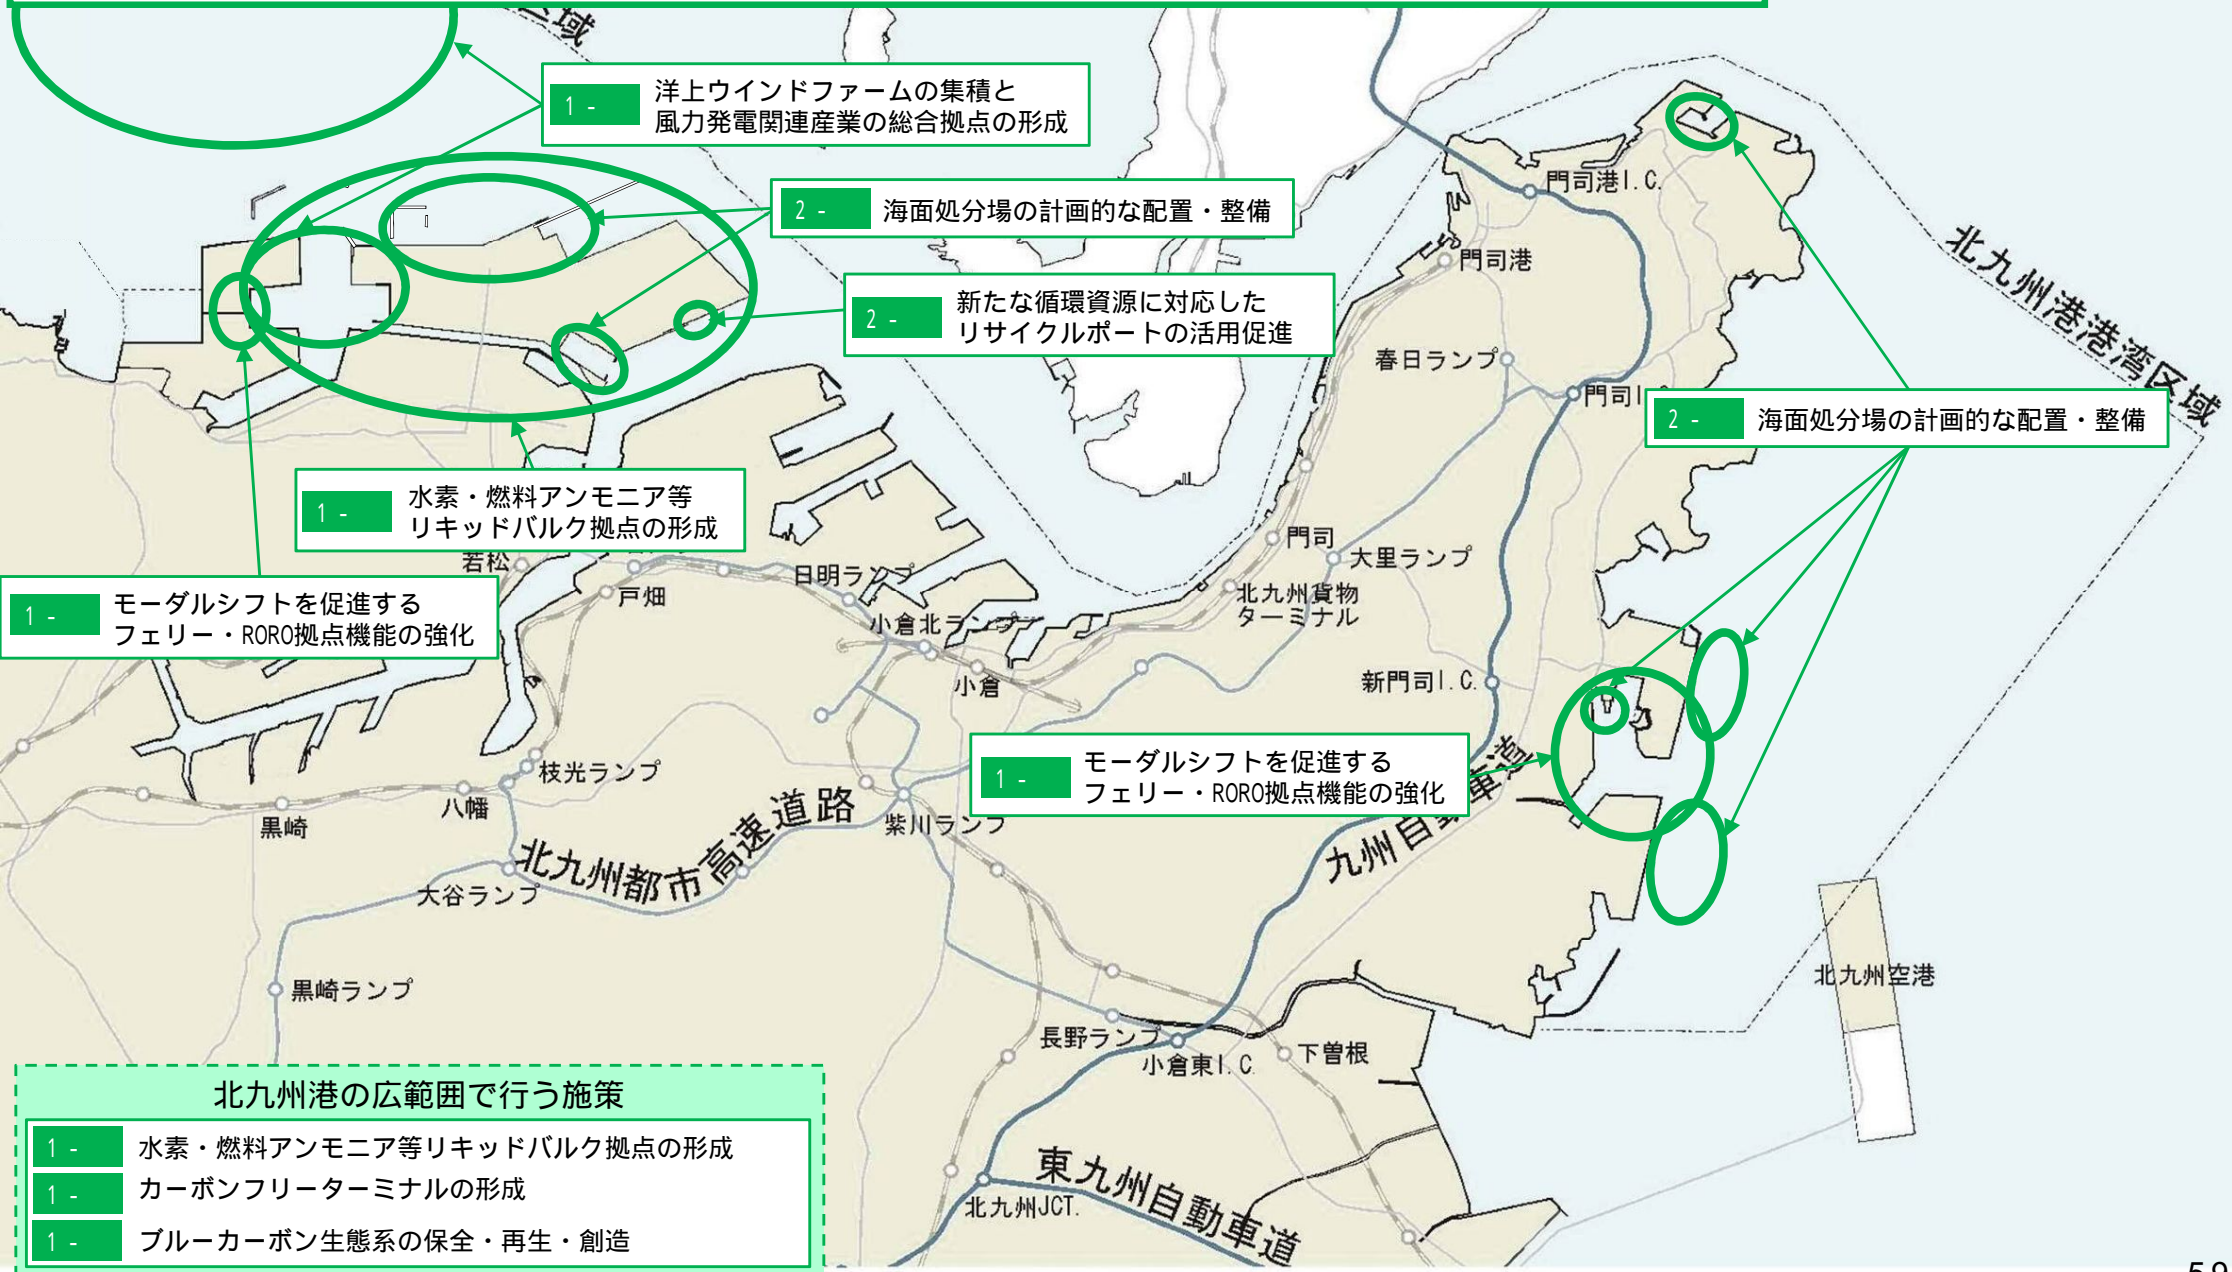 区域
1 -
洋上ウインドファームの集積と
風力発電関連産業の総合拠点の形成
2 -
海面処分場の計画的な配置・整備
2 -
新たな循環資源に対応した
リサイクルポートの活用促進
門司港I.C.
門司港
春日ランプ
門司I
北九州港港湾区域
2 -
海面処分場の計画的な配置・整備
1 -
水素・燃料アンモニア等
リキッドバルク拠点の形成
若松
戸畑
日明ランプ
小倉北ランプ
小倉
門司
大里ランプ
北九州貨物
ターミナル
新門司I.C.
1 -
モーダルシフトを促進する
フェリー・RORO拠点機能の強化
1 -
モーダルシフトを促進する
フェリー・RORO拠点機能の強化
枝光ランプ
八幡
黒崎
北九州都市高速道路
紫川ランプ
九州自動車道
大谷ランプ
黒崎ランプ
北九州空港
長野ランプ
小倉東I.C.
下曽根
北九州JCT.
東九州自動車道
北九州港の広範囲で行う施策
1 -
水素・燃料アンモニア等リキッドバルク拠点の形成
1 -
カーボンフリーターミナルの形成
1 -
ブルーカーボン生態系の保全・再生・創造
59